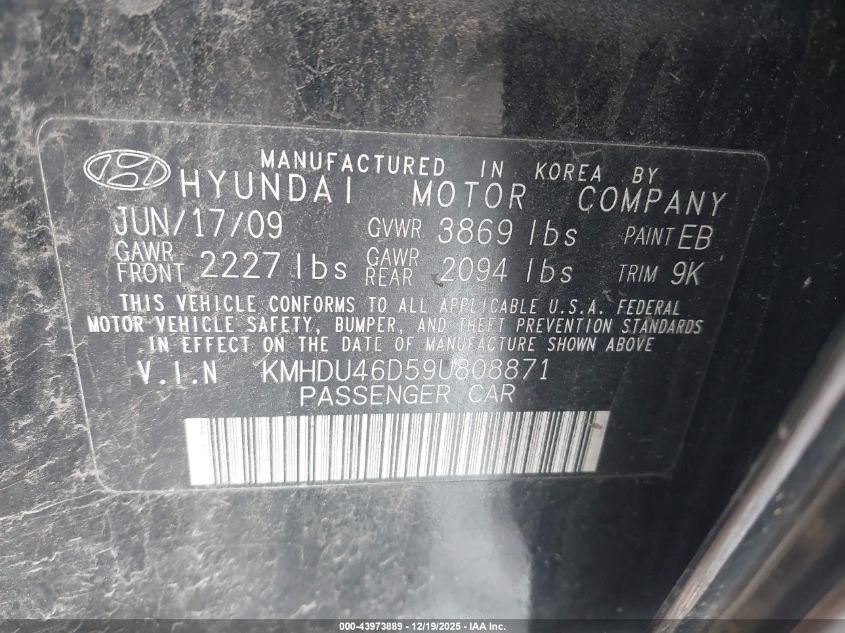 MANUFACTURED IN KOREA BY
HYUNDAI MOTOR COMPANY
JUN/17/09 GVWR 3869 lbs PAINT EB
GAWR FRONT 2227 lbs GAWR REAR 2094 lbs TRIM 9K
THIS VEHICLE CONFORMS TO ALL APPLICABLE U.S.A. FEDERAL
MOTOR VEHICLE SAFETY, BUMPER, AND THEFT PREVENTION STANDARDS
IN EFFECT ON THE DATE OF MANUFACTURE SHOWN ABOVE
V.I.N KMHDU46D59U808871
PASSENGER CAR
000-43973889 - 12/19/2025 - IAA Inc.